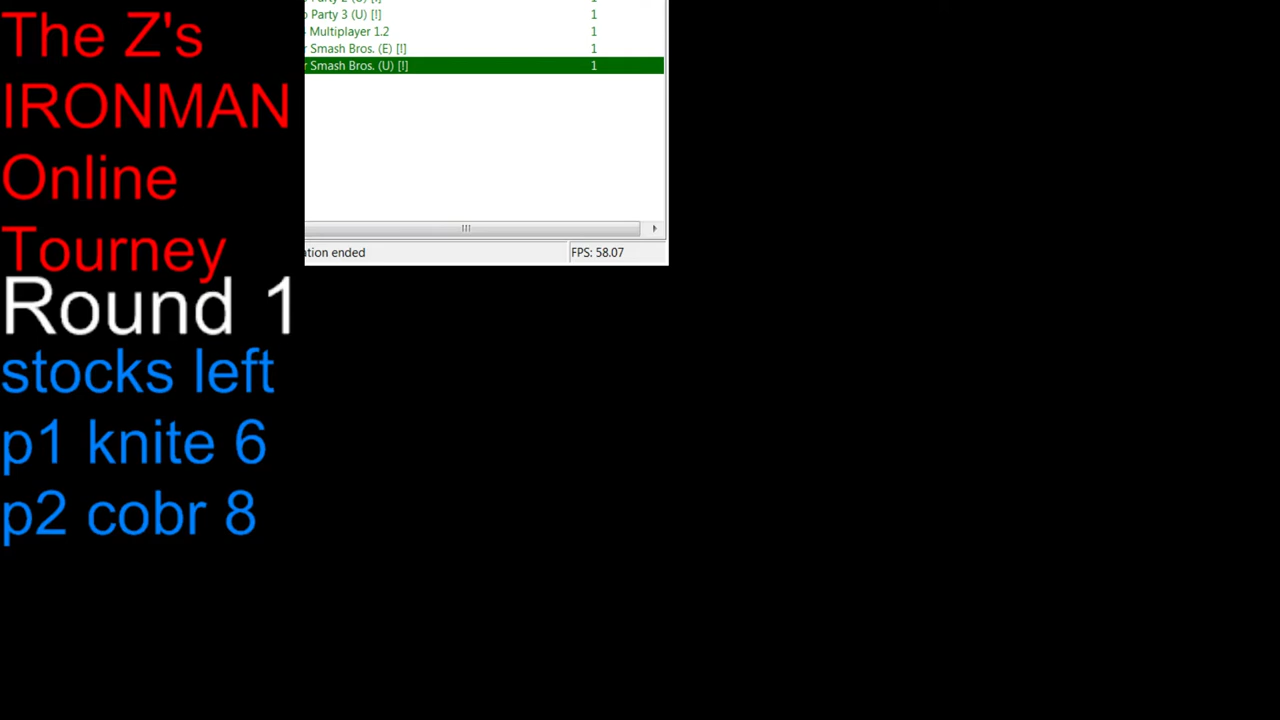 The Z's
IRONMAN
Online
Tourney
Round 1
stocks left
p1 knite 6
p2 cobr 8
Party 3 (U) [!] 1
Multiplayer 1.2 1
Smash Bros. (E) [!] 1
Smash Bros. (U) [!] 1
ation ended FPS: 58.07